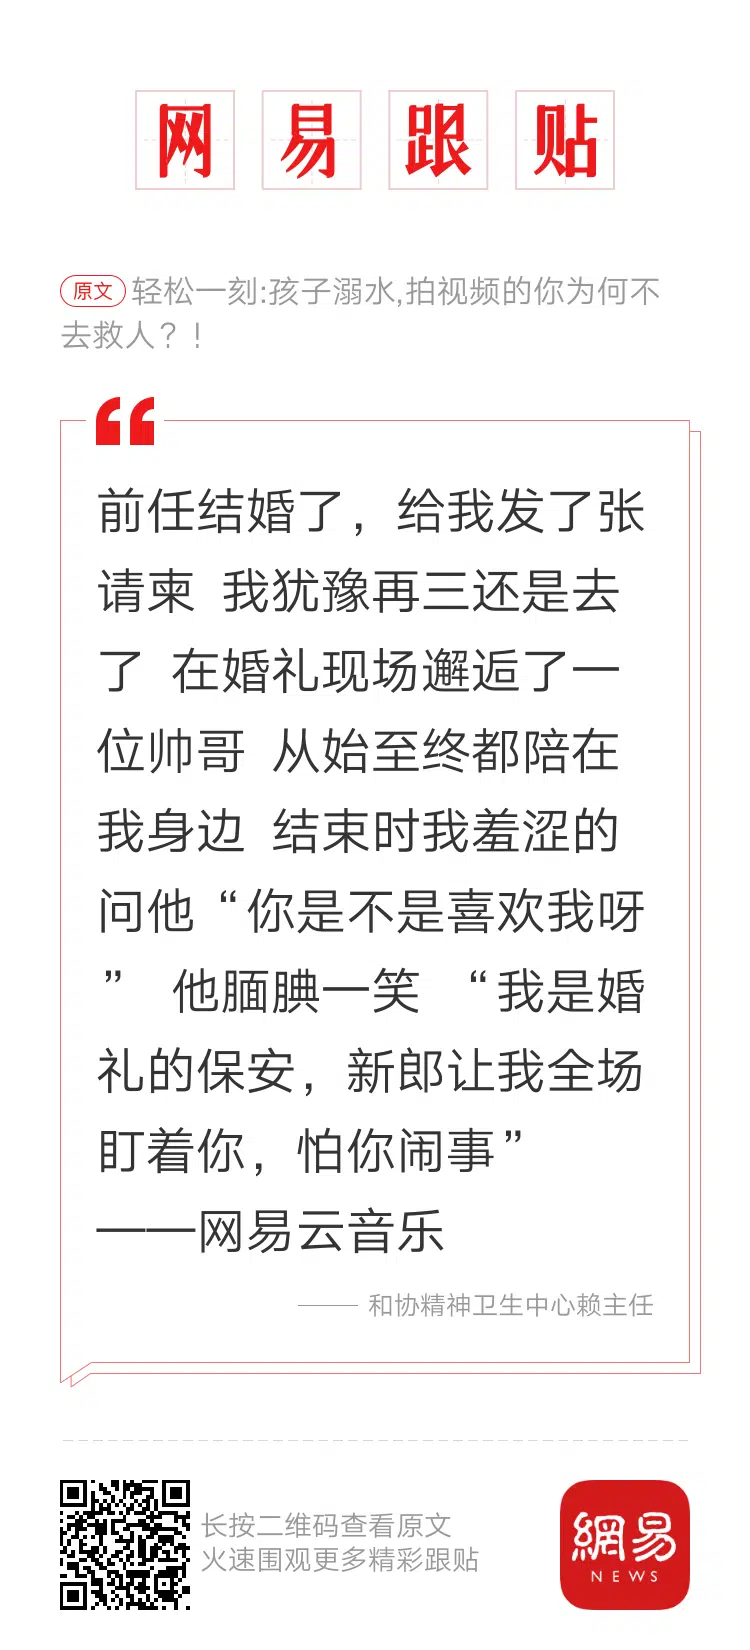 网易跟贴
原文 轻松一刻:孩子溺水,拍视频的你为何不
去救人？！
前任结婚了，给我发了张
请柬 我犹豫再三还是去
了 在婚礼现场邂逅了一
位帅哥 从始至终都陪在
我身边 结束时我羞涩的
问他“你是不是喜欢我呀
” 他腼腆一笑 “我是婚
礼的保安，新郎让我全场
盯着你，怕你闹事”
——网易云音乐
—— 和协精神卫生中心赖主任
长按二维码查看原文
火速围观更多精彩跟贴
網易
NEWS